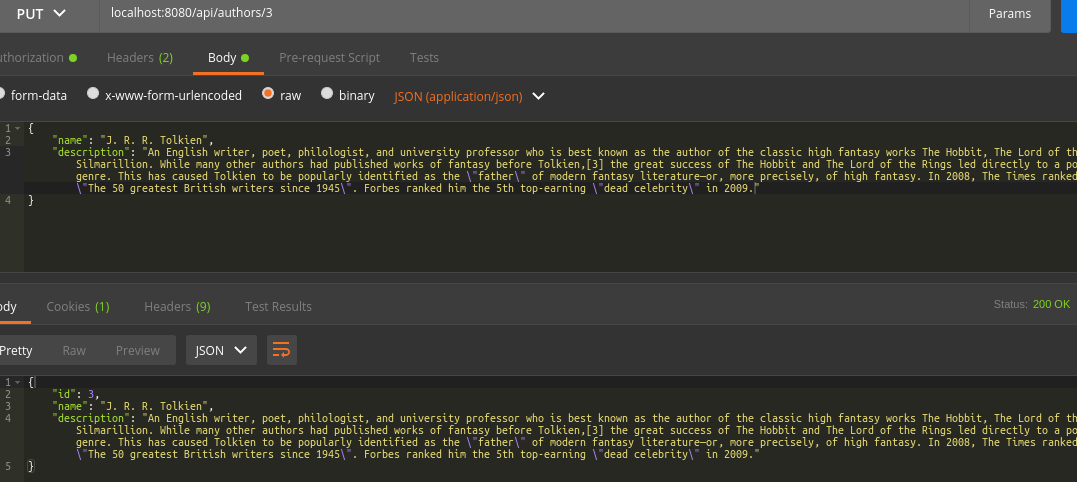 PUT localhost:8080/api/authors/3 Params
uthorization Headers (2) Body Pre-request Script Tests
form-data x-www-form-urlencoded raw binary JSON (application/json)
1 {
2 "name": "J. R. R. Tolkien",
3 "description": "An English writer, poet, philologist, and university professor who is best known as the author of the classic high fantasy works The Hobbit, The Lord of th
Silmarillion. While many other authors had published works of fantasy before Tolkien,[3] the great success of The Hobbit and The Lord of the Rings led directly to a po
genre. This has caused Tolkien to be popularly identified as the \"father\" of modern fantasy literature—or, more precisely, of high fantasy. In 2008, The Times ranked
\"The 50 greatest British writers since 1945\". Forbes ranked him the 5th top-earning \"dead celebrity\" in 2009."
4 }
ody Cookies (1) Headers (9) Test Results Status: 200 OK
Pretty Raw Preview JSON
1 {
2 "id": 3,
3 "name": "J. R. R. Tolkien",
4 "description": "An English writer, poet, philologist, and university professor who is best known as the author of the classic high fantasy works The Hobbit, The Lord of th
Silmarillion. While many other authors had published works of fantasy before Tolkien,[3] the great success of The Hobbit and The Lord of the Rings led directly to a po
genre. This has caused Tolkien to be popularly identified as the \"father\" of modern fantasy literature—or, more precisely, of high fantasy. In 2008, The Times ranked
\"The 50 greatest British writers since 1945\". Forbes ranked him the 5th top-earning \"dead celebrity\" in 2009."
5 }